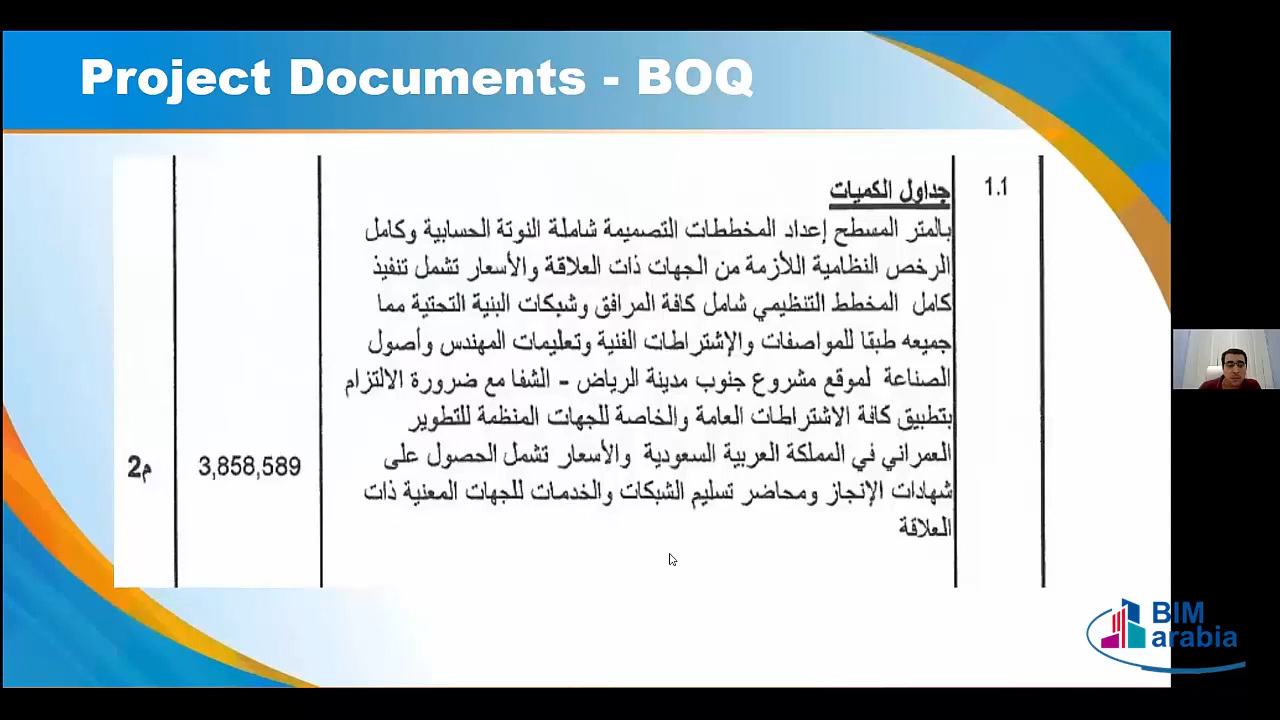 Project Documents - BOQ
1.1
جداول الكميات
بالمتر المسطح إعداد المخططات التصميمة شاملة النوتة الحسابية وكامل
الرخص النظامية اللأزمة من الجهات ذات العلاقة والأسعار تشمل تنفيذ
كامل المخطط التنظيمي شامل كافة المرافق وشبكات البنية التحتية مما
جميعه طبقا للمواصفات والإشتراطات الفنية وتعليمات المهندس وأصول
الصناعة لموقع مشروع جنوب مدينة الرياض - الشفا مع ضرورة الالتزام
بتطبيق كافة الاشتراطات العامة والخاصة للجهات المنظمة للتطوير
العمراني في المملكة العربية السعودية والأسعار تشمل الحصول على
شهادات الإنجاز ومحاضر تسليم الشبكات والخدمات للجهات المعنية ذات
العلاقة
3,858,589
م2
BIM
arabia